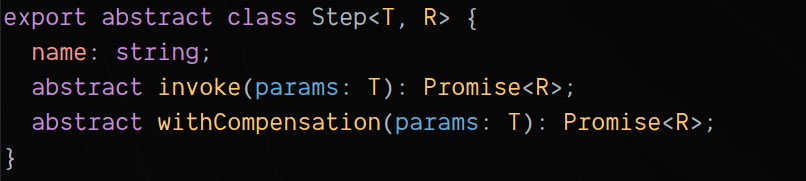 export abstract class Step<T, R> {
  name: string;
  abstract invoke(params: T): Promise<R>;
  abstract withCompensation(params: T): Promise<R>;
}